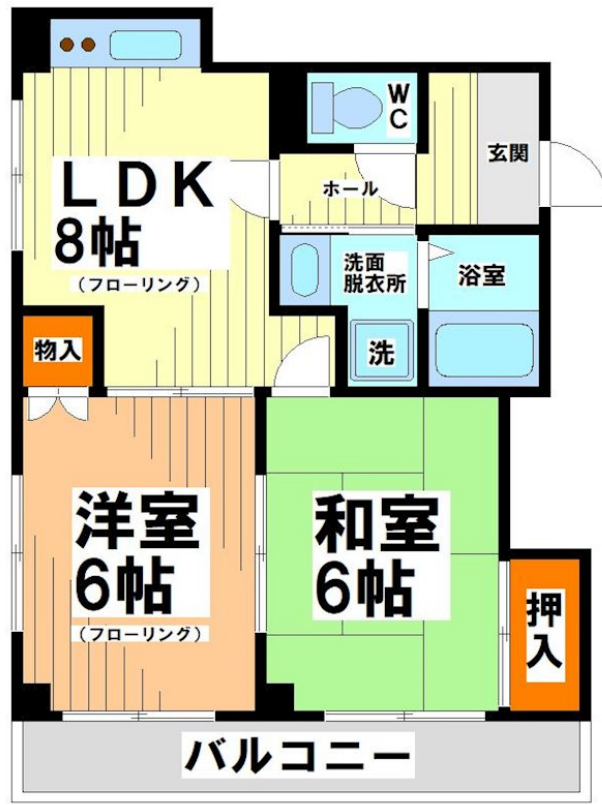 WC
玄関
ホール
LDK
8帖
(フローリング)
洗面
脱衣所
浴室
物入
洗
洋室
6帖
(フローリング)
和室
6帖
押入
バルコニー